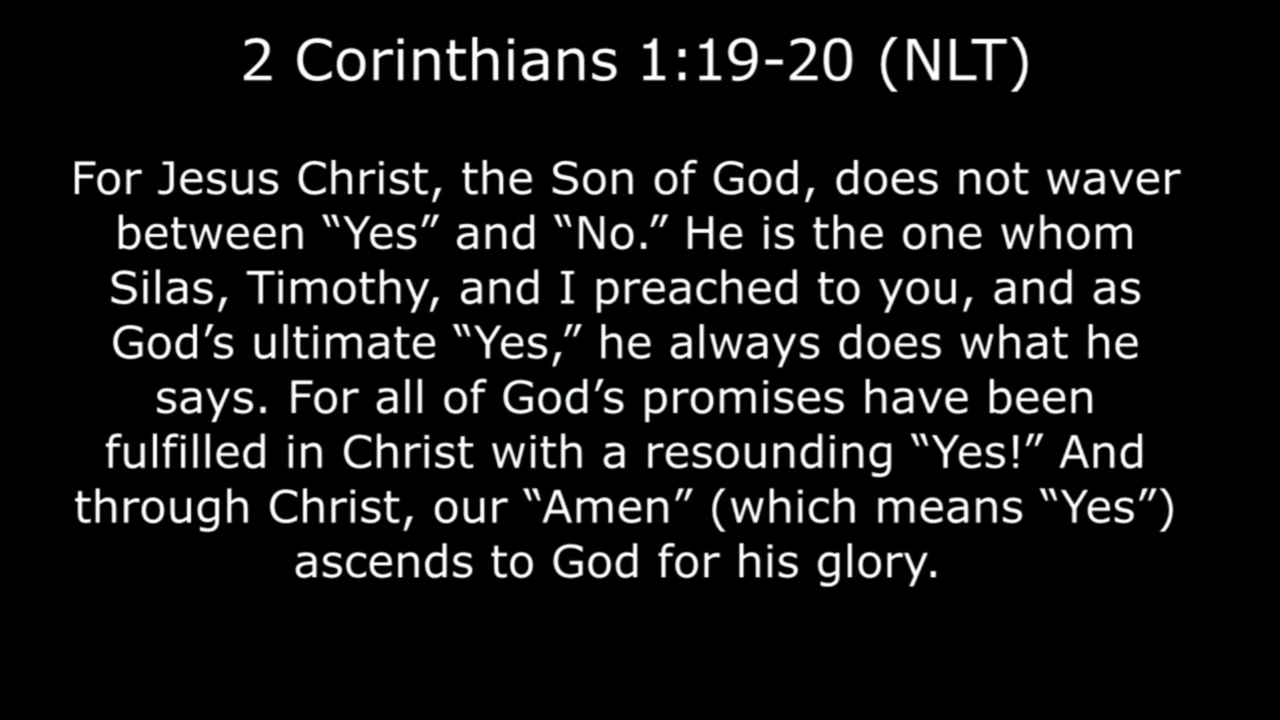 2 Corinthians 1:19-20 (NLT)
For Jesus Christ, the Son of God, does not waver
between “Yes” and “No.” He is the one whom
Silas, Timothy, and I preached to you, and as
God’s ultimate “Yes,” he always does what he
says. For all of God’s promises have been
fulfilled in Christ with a resounding “Yes!” And
through Christ, our “Amen” (which means “Yes”)
ascends to God for his glory.